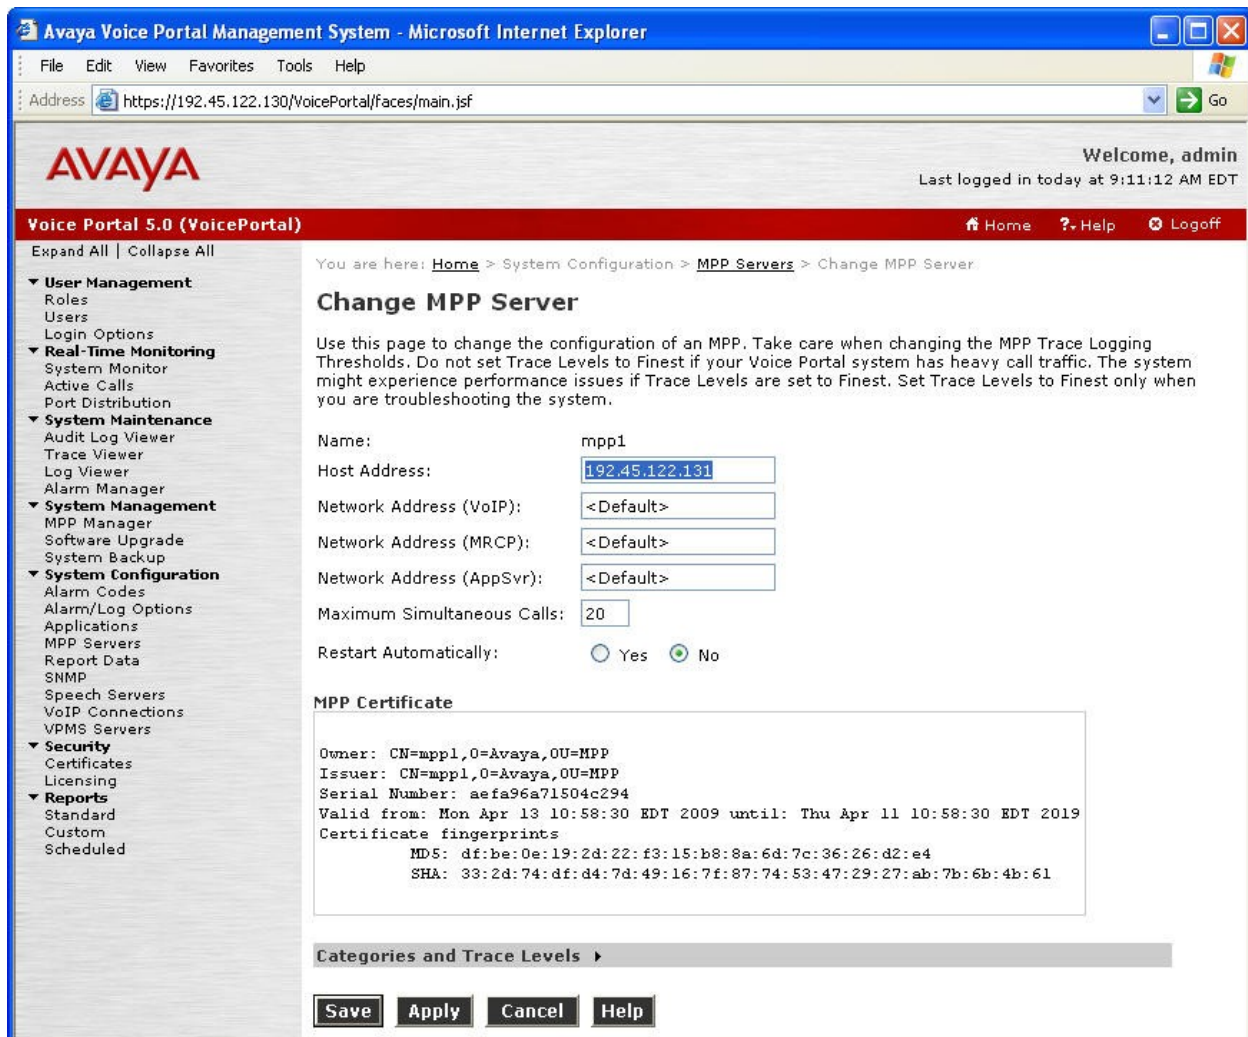 Avaya Voice Portal Management System - Microsoft Internet Explorer
File Edit View Favorites Tools Help
Address https://192.45.122.130/VoicePortal/faces/main.jsf Go
AVAYA
Welcome, admin
Last logged in today at 9:11:12 AM EDT
Voice Portal 5.0 (VoicePortal) Home ? Help Logoff
Expand All | Collapse All
User Management
Roles
Users
Login Options
Real-Time Monitoring
System Monitor
Active Calls
Port Distribution
System Maintenance
Audit Log Viewer
Trace Viewer
Log Viewer
Alarm Manager
System Management
MPP Manager
Software Upgrade
System Backup
System Configuration
Alarm Codes
Alarm/Log Options
Applications
MPP Servers
Report Data
SNMP
Speech Servers
VoIP Connections
VPMS Servers
Security
Certificates
Licensing
Reports
Standard
Custom
Scheduled
You are here: Home > System Configuration > MPP Servers > Change MPP Server
Change MPP Server
Use this page to change the configuration of an MPP. Take care when changing the MPP Trace Logging
Thresholds. Do not set Trace Levels to Finest if your Voice Portal system has heavy call traffic. The system
might experience performance issues if Trace Levels are set to Finest. Set Trace Levels to Finest only when
you are troubleshooting the system.
Name: mpp1
Host Address: 192.45.122.131
Network Address (VoIP): <Default>
Network Address (MRCP): <Default>
Network Address (AppSvr): <Default>
Maximum Simultaneous Calls: 20
Restart Automatically: Yes No
MPP Certificate
Owner: CN=mpp1,O=Avaya,OU=MPP
Issuer: CN=mpp1,O=Avaya,OU=MPP
Serial Number: aefa96a71504c294
Valid from: Mon Apr 13 10:58:30 EDT 2009 until: Thu Apr 11 10:58:30 EDT 2019
Certificate fingerprints
MD5: df:be:0e:19:2d:22:f3:15:b8:8a:6d:7c:36:26:d2:e4
SHA: 33:2d:74:df:d4:7d:49:16:7f:87:74:53:47:29:27:ab:7b:6b:4b:61
Categories and Trace Levels
Save Apply Cancel Help